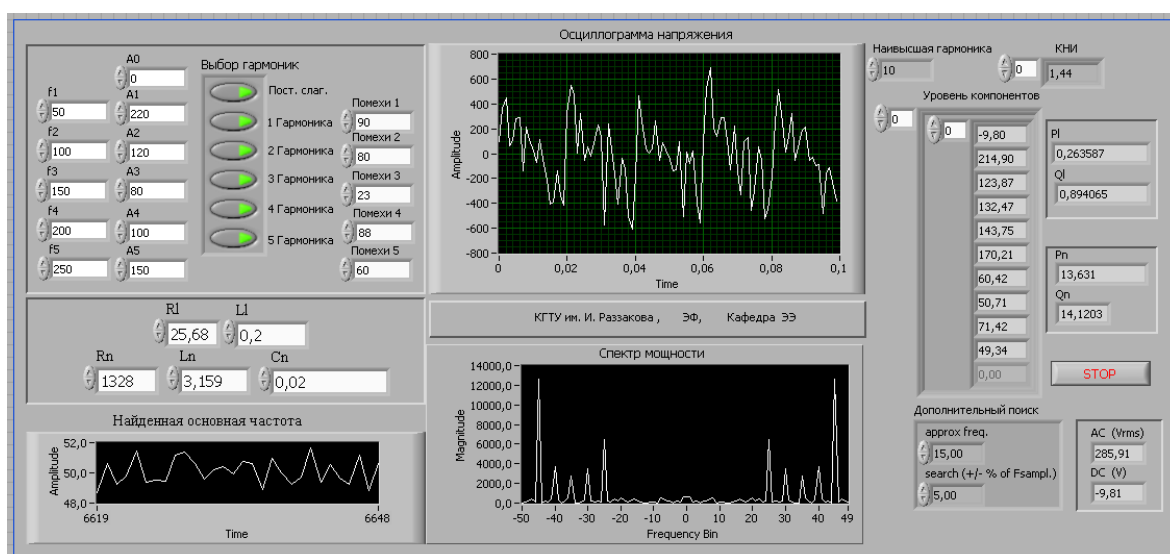 A0
0
f1
50
A1
220
f2
100
A2
120
f3
150
A3
80
f4
200
A4
100
f5
250
A5
150
Выбор гармоник
Пост. слаг.
1 Гармоника
2 Гармоника
3 Гармоника
4 Гармоника
5 Гармоника
Помехи 1
90
Помехи 2
80
Помехи 3
23
Помехи 4
88
Помехи 5
60
Rl
25,68
Ll
0,2
Rn
1328
Ln
3,159
Cn
0,02
Найденная основная частота
Amplitude
52,0
50,0
48,0
6619
6648
Time
Осциллограмма напряжения
Amplitude
800
600
400
200
0
-200
-400
-600
-800
0
0,02
0,04
0,06
0,08
0,1
Time
КГТУ им. И. Раззакова , ЭФ, Кафедра ЭЭ
Спектр мощности
Magnitude
14000,0
12000,0
10000,0
8000,0
6000,0
4000,0
2000,0
0,0
-50
-40
-30
-20
-10
0
10
20
30
40
49
Frequency Bin
Наивысшая гармоника
10
КНИ
0
1,44
Уровень компонентов
0
0
-9,80
214,90
123,87
132,47
143,75
170,21
60,42
50,71
71,42
49,34
0,00
Pl
0,263587
Ql
0,894065
Pn
13,631
Qn
14,1203
STOP
Дополнительный поиск
approx freq.
15,00
search (+/- % of Fsampl.)
5,00
AC (Vrms)
285,91
DC (V)
-9,81